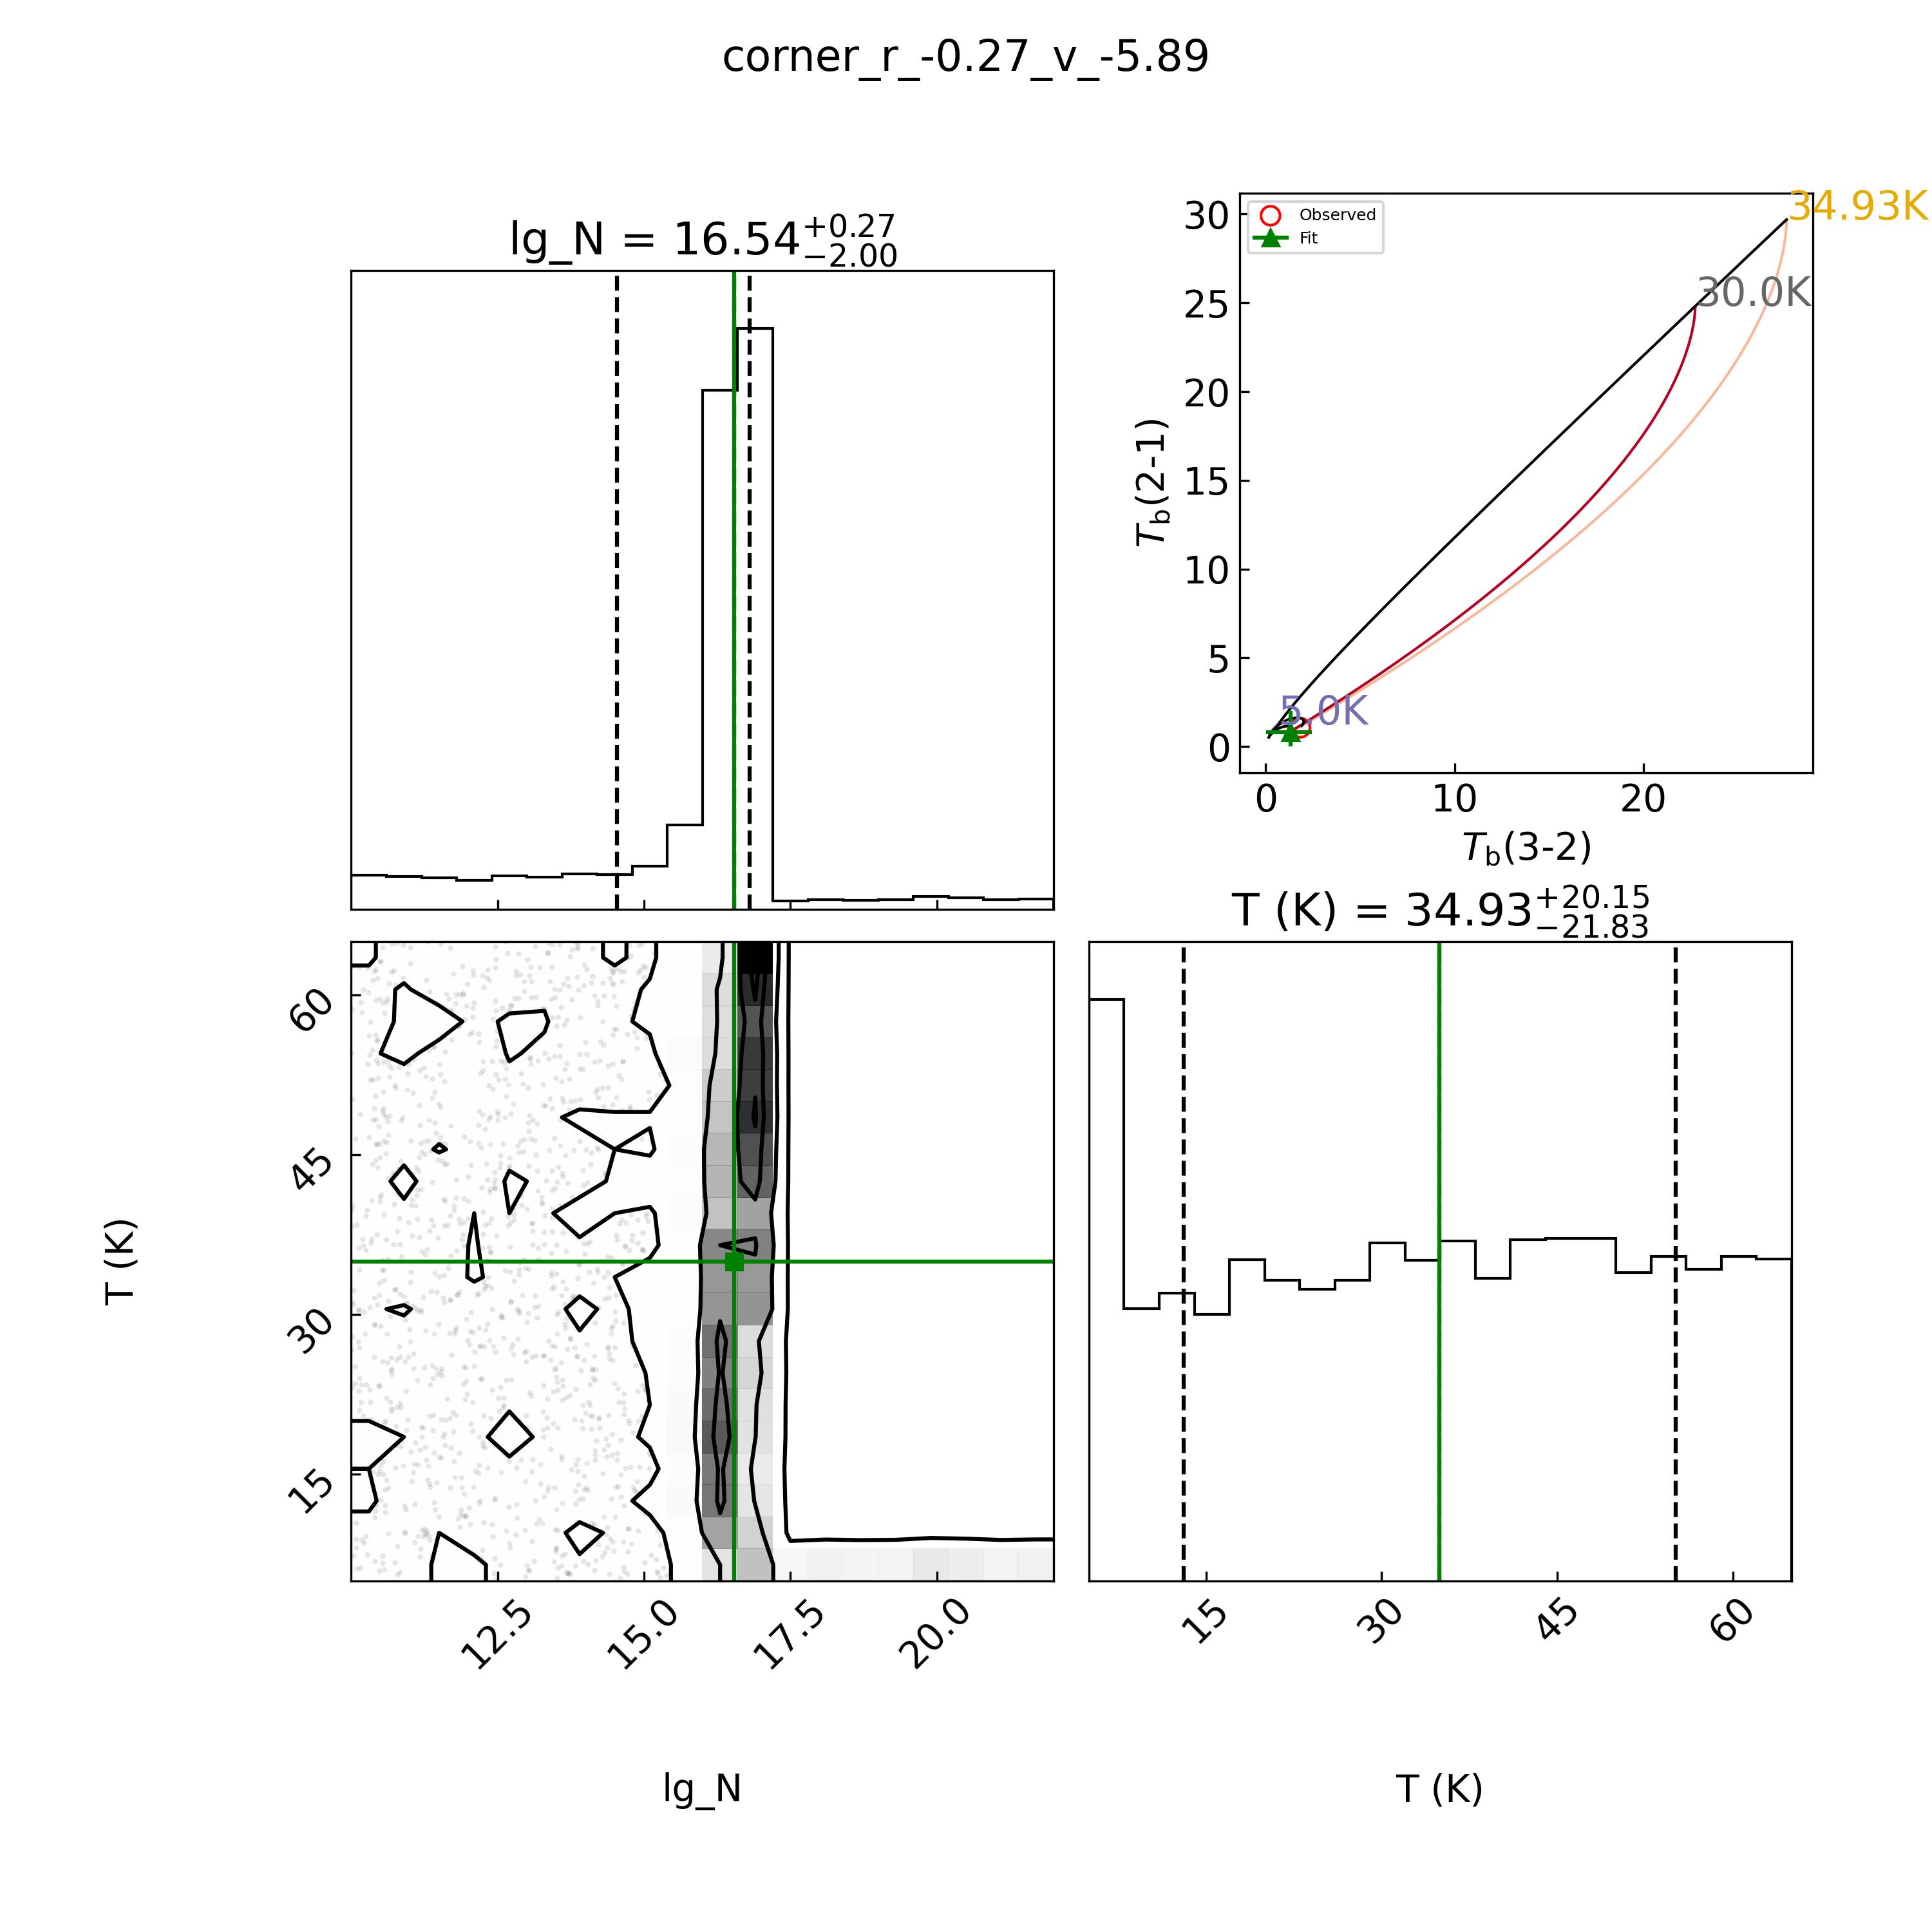 corner_r_-0.27_v_-5.89
lg_N = 16.54+0.27−2.00
34.93K
30.0K
5.0K
Observed
Fit
30
25
20
15
10
5
0
Tb(2-1)
0 10 20
Tb(3-2)
T (K) = 34.93+20.15−21.83
60
45
30
15
T (K)
12.5 15.0 17.5 20.0
lg_N
15 30 45 60
T (K)